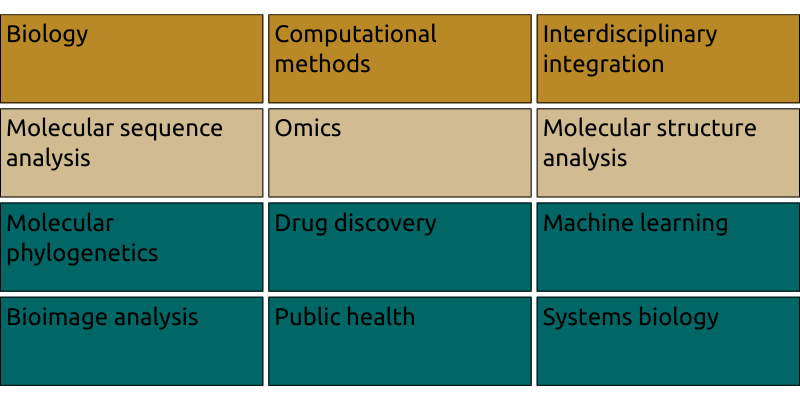 Biology
Computational
methods
Interdisciplinary
integration
Molecular sequence
analysis
Omics
Molecular structure
analysis
Molecular
phylogenetics
Drug discovery
Machine learning
Bioimage analysis
Public health
Systems biology